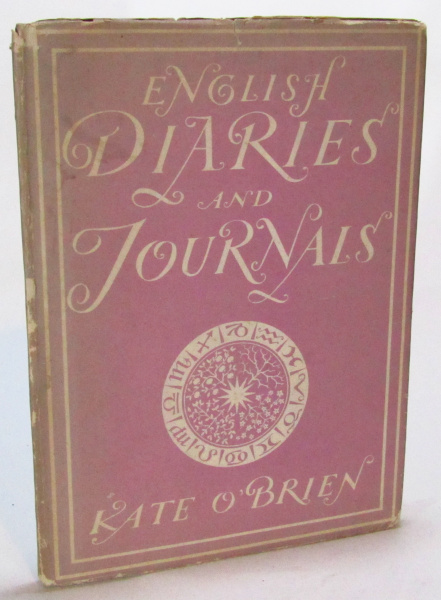 ENGLISH
DIARIES
AND
JOURNALS
KATE O'BRIEN